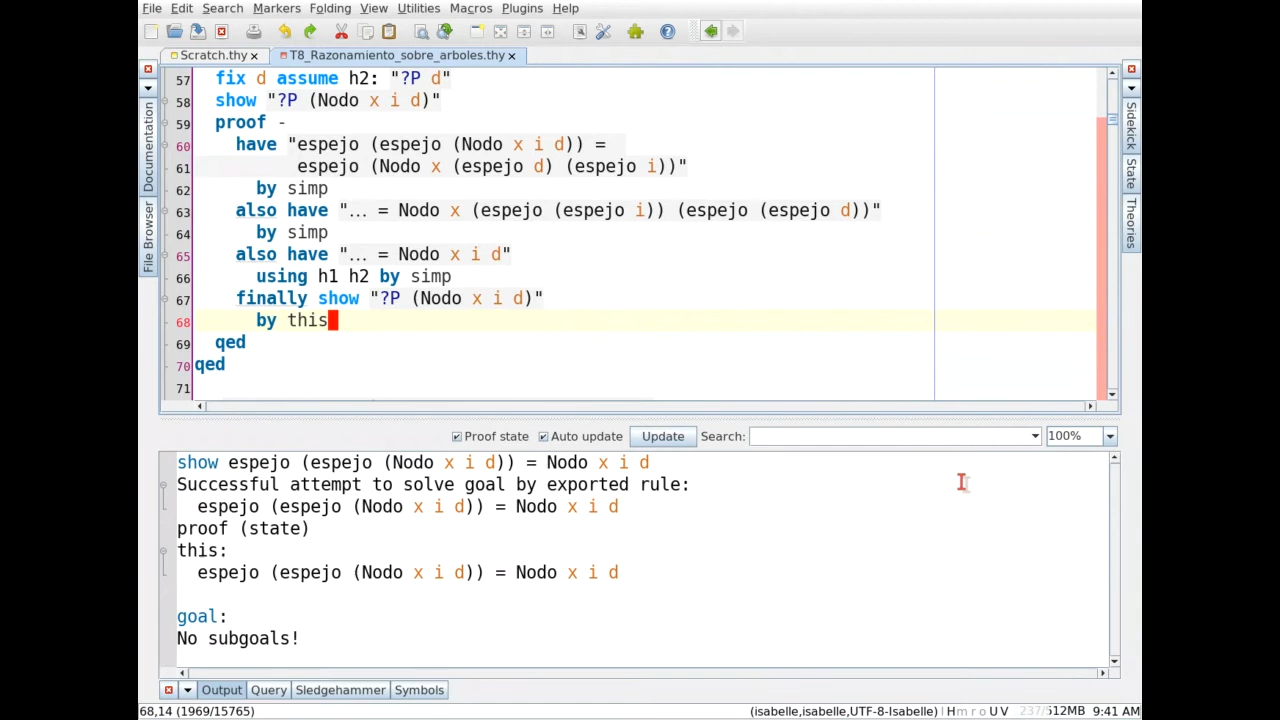 File Edit Search Markers Folding View Utilities Macros Plugins Help
Scratch.thy T8_Razonamiento_sobre_arboles.thy
57 fix d assume h2: "?P d"
58 show "?P (Nodo x i d)"
59 proof -
60 have "espejo (espejo (Nodo x i d)) =
61 espejo (Nodo x (espejo d) (espejo i))"
62 by simp
63 also have "… = Nodo x (espejo (espejo i)) (espejo (espejo d))"
64 by simp
65 also have "… = Nodo x i d"
66 using h1 h2 by simp
67 finally show "?P (Nodo x i d)"
68 by this
69 qed
70 qed
71
Documentation
File Browser
Sidekick
State
Theories
Proof state Auto update Update Search: 100%
show espejo (espejo (Nodo x i d)) = Nodo x i d
Successful attempt to solve goal by exported rule:
espejo (espejo (Nodo x i d)) = Nodo x i d
proof (state)
this:
espejo (espejo (Nodo x i d)) = Nodo x i d
goal:
No subgoals!
Output Query Sledgehammer Symbols
68,14 (1969/15765) (isabelle,isabelle,UTF-8-Isabelle) H m r o U V 237/512MB 9:41 AM